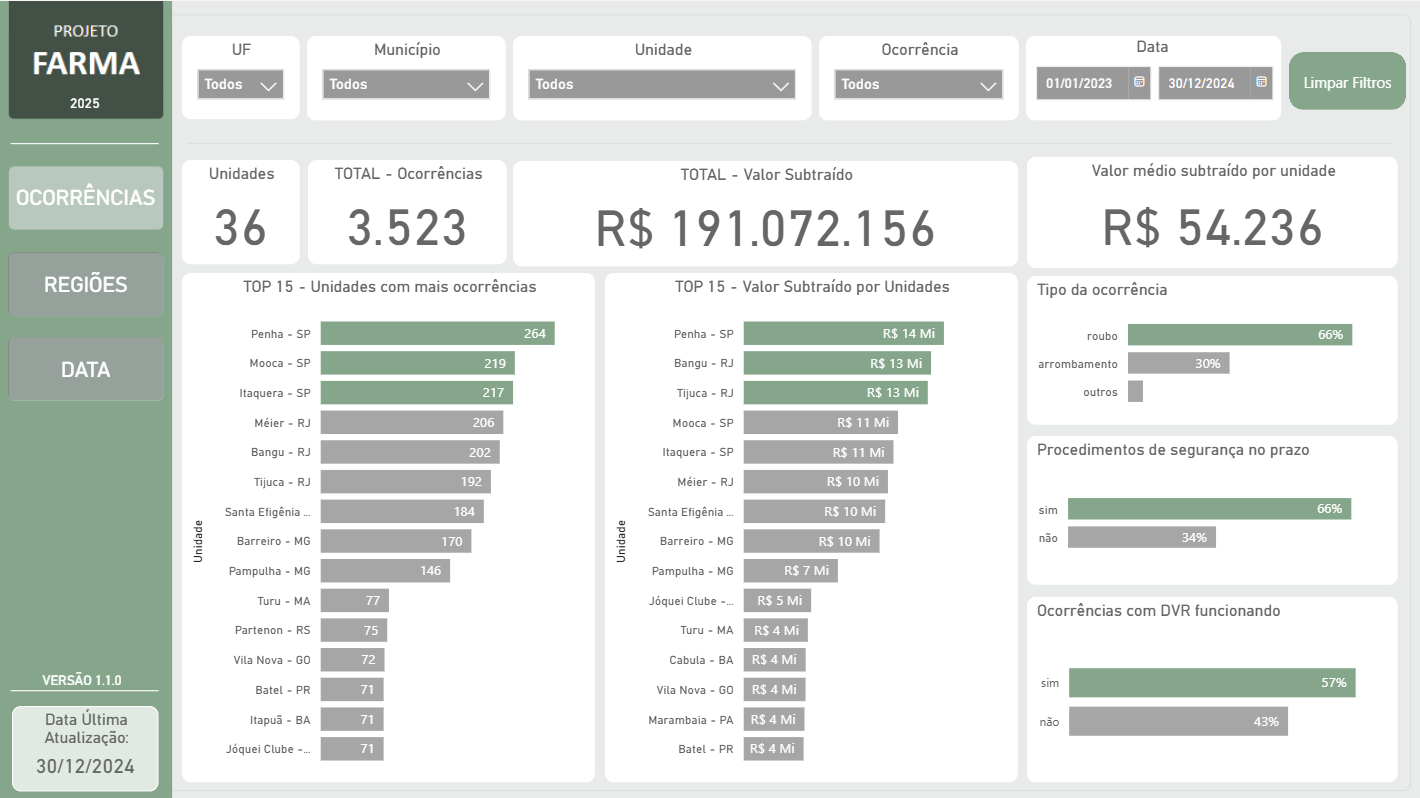 PROJETO
FARMA
2025
OCORRÊNCIAS
REGIÕES
DATA
VERSÃO 1.1.0
Data Última
Atualização:
30/12/2024
UF
Todos
Município
Todos
Unidade
Todos
Ocorrência
Todos
Data
01/01/2023
30/12/2024
Limpar Filtros
Unidades
36
TOTAL - Ocorrências
3.523
TOTAL - Valor Subtraído
R$ 191.072.156
Valor médio subtraído por unidade
R$ 54.236
TOP 15 - Unidades com mais ocorrências
Unidade
Penha - SP 264
Mooca - SP 219
Itaquera - SP 217
Méier - RJ 206
Bangu - RJ 202
Tijuca - RJ 192
Santa Efigênia ... 184
Barreiro - MG 170
Pampulha - MG 146
Turu - MA 77
Partenon - RS 75
Vila Nova - GO 72
Batel - PR 71
Itapuã - BA 71
Jóquei Clube -... 71
TOP 15 - Valor Subtraído por Unidades
Unidade
Penha - SP R$ 14 Mi
Bangu - RJ R$ 13 Mi
Tijuca - RJ R$ 13 Mi
Mooca - SP R$ 11 Mi
Itaquera - SP R$ 11 Mi
Méier - RJ R$ 10 Mi
Santa Efigênia ... R$ 10 Mi
Barreiro - MG R$ 10 Mi
Pampulha - MG R$ 7 Mi
Jóquei Clube -... R$ 5 Mi
Turu - MA R$ 4 Mi
Cabula - BA R$ 4 Mi
Vila Nova - GO R$ 4 Mi
Marambaia - PA R$ 4 Mi
Batel - PR R$ 4 Mi
Tipo da ocorrência
roubo 66%
arrombamento 30%
outros
Procedimentos de segurança no prazo
sim 66%
não 34%
Ocorrências com DVR funcionando
sim 57%
não 43%